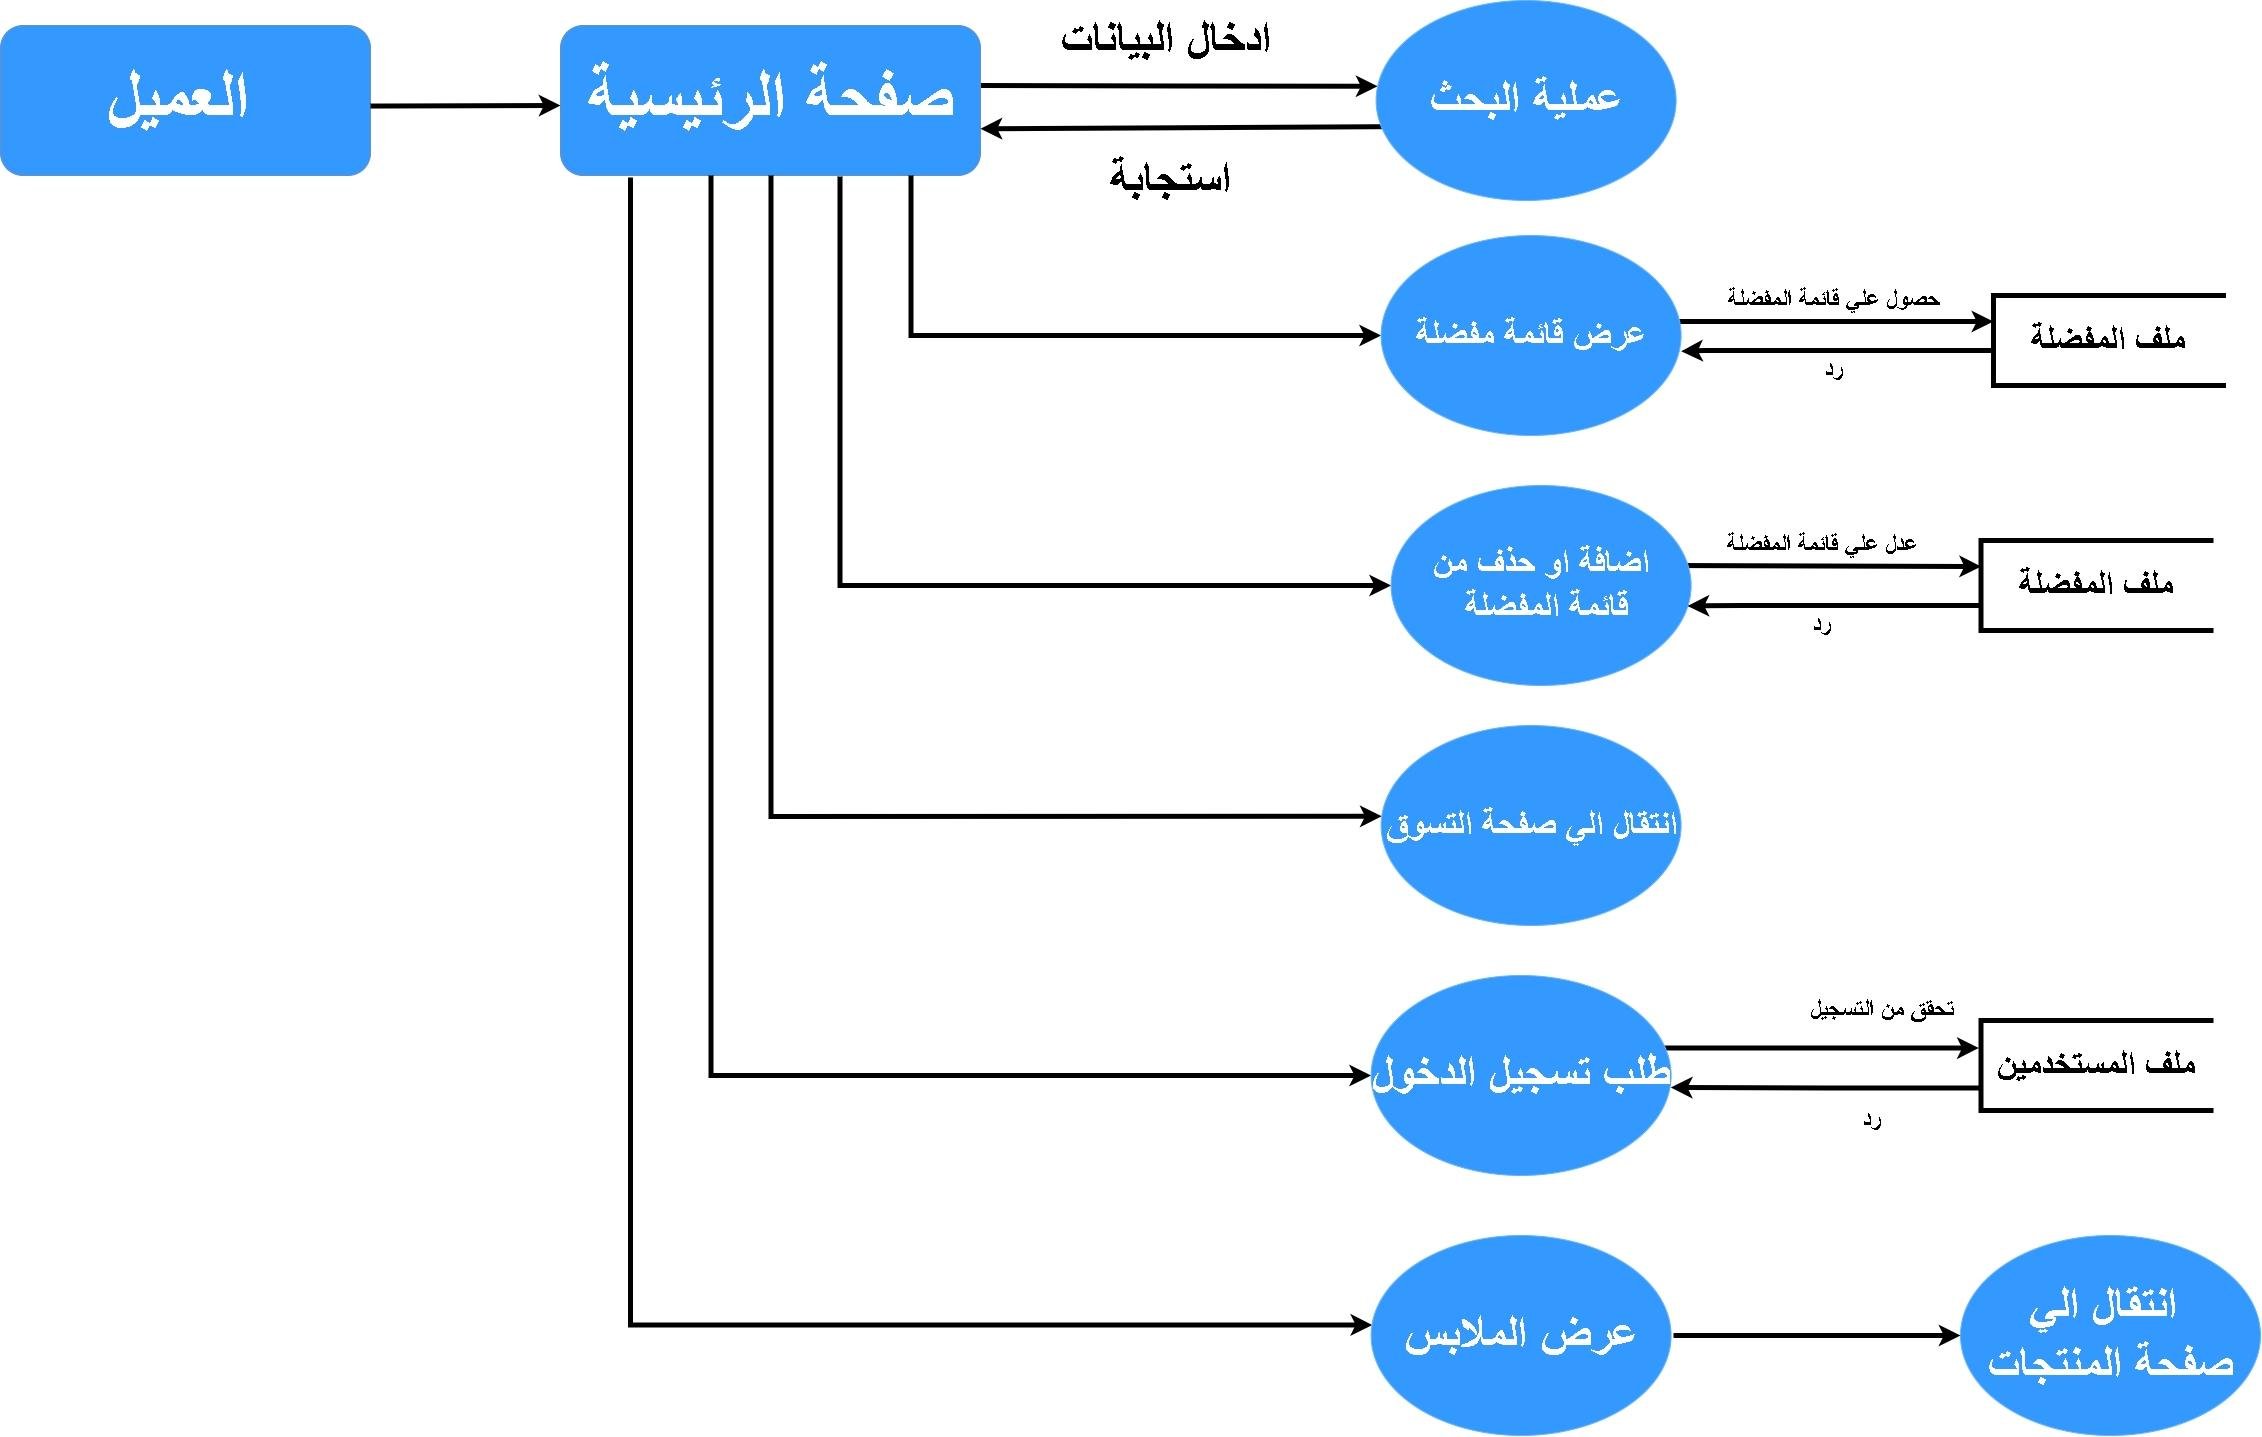 العميل
صفحة الرئيسية
ادخال البيانات
استجابة
عملية البحث
عرض قائمة مفضلة
حصول علي قائمة المفضلة
رد
ملف المفضلة
اضافة او حذف من
قائمة المفضلة
عدل علي قائمة المفضلة
رد
ملف المفضلة
انتقال الي صفحة التسوق
طلب تسجيل الدخول
تحقق من التسجيل
رد
ملف المستخدمين
عرض الملابس
انتقال الي
صفحة المنتجات